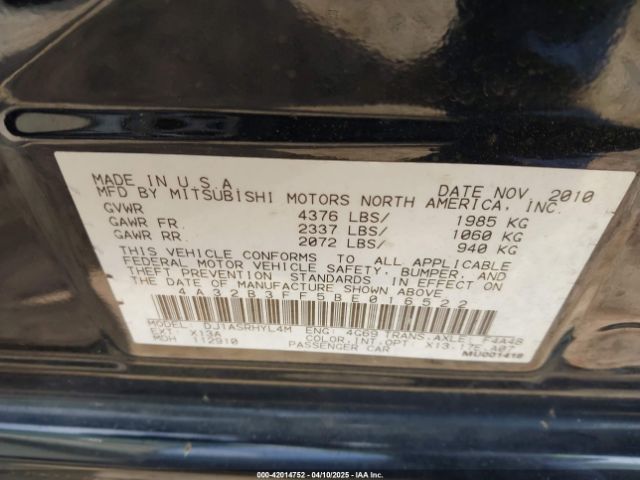 MADE IN U.S.A. DATE NOV. 2010
MFD BY MITSUBISHI MOTORS NORTH AMERICA, INC.
GVWR 4376 LBS/ 1985 KG
GAWR FR. 2337 LBS/ 1060 KG
GAWR RR. 2072 LBS/ 940 KG
THIS VEHICLE CONFORMS TO ALL APPLICABLE
FEDERAL MOTOR VEHICLE SAFETY, BUMPER, AND
THEFT PREVENTION STANDARDS IN EFFECT ON
THE DATE OF MANUFACTURE SHOWN ABOVE.
4A32B3FF5BE016522
MODEL: DJ1ASRHYL4M ENG: 4G69 TRANS.AXLE: F4A4B
EXT: X13A COLOR,INT,OPT: X13,17E,A07
MDH 112910 PASSENGER CAR MU001418
000-42014752 04/10/2025 IAA Inc.